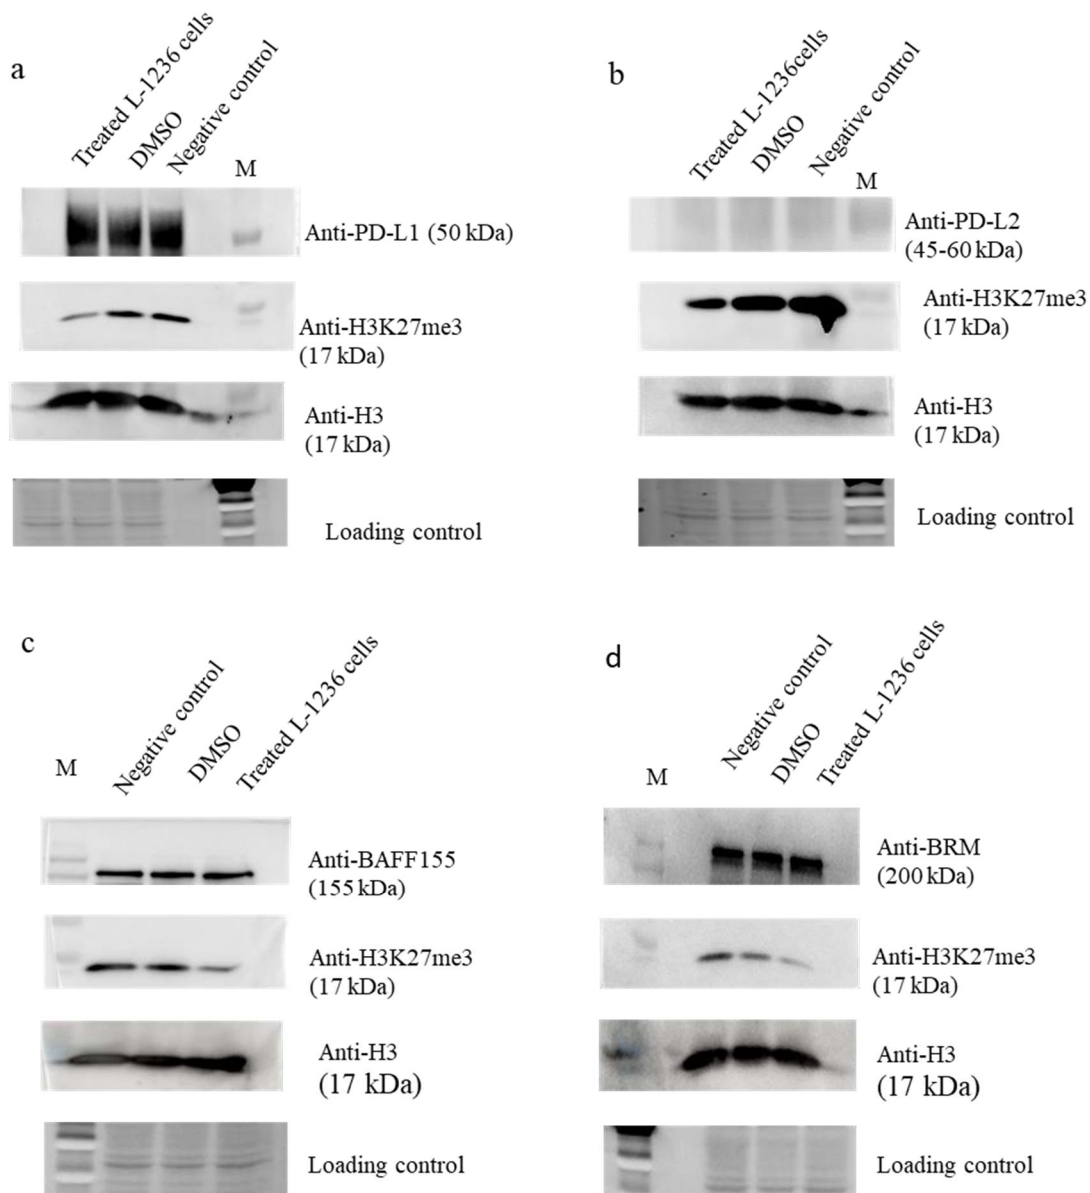 a
Treated L-1236 cells
DMSO
Negative control
M
Anti-PD-L1 (50 kDa)
Anti-H3K27me3
(17 kDa)
Anti-H3
(17 kDa)
Loading control
b
Treated L-1236cells
DMSO
Negative control
M
Anti-PD-L2
(45-60 kDa)
Anti-H3K27me3
(17 kDa)
Anti-H3
(17 kDa)
Loading control
c
M
Negative control
DMSO
Treated L-1236 cells
Anti-BAFF155
(155 kDa)
Anti-H3K27me3
(17 kDa)
Anti-H3
(17 kDa)
Loading control
d
M
Negative control
DMSO
Treated L-1236 cells
Anti-BRM
(200 kDa)
Anti-H3K27me3
(17 kDa)
Anti-H3
(17 kDa)
Loading control